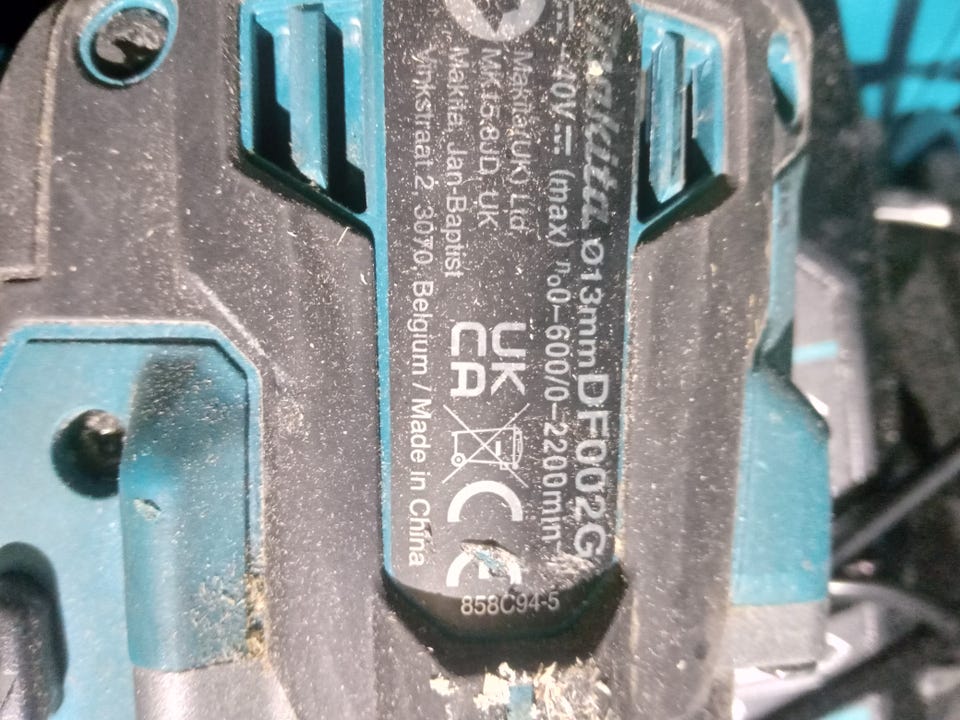 Makita ø13mm DF002G
40V⎓ (max) n₀0-600/0-2200min⁻¹
Makita (UK) Ltd
MK15 8JD, UK
Makita, Jan-Baptist
Vinkstraat 2, 3070, Belgium / Made in China
UK
CA
CE
858C94-5